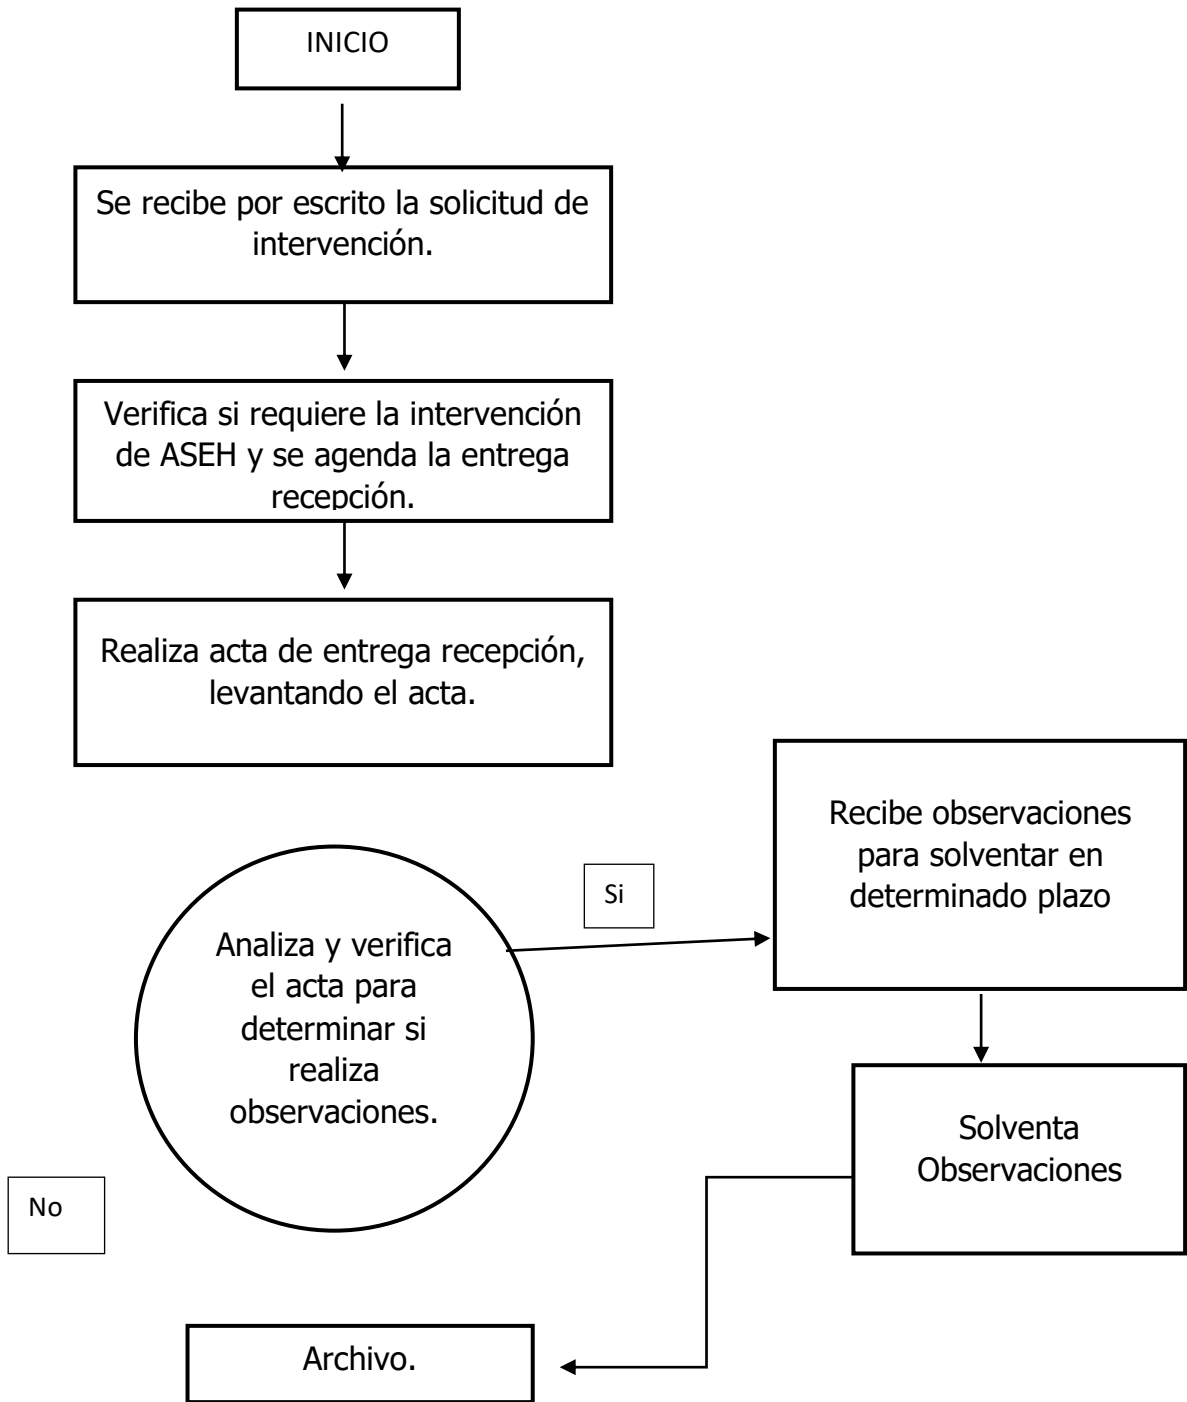 INICIO
Se recibe por escrito la solicitud de
intervención.
Verifica si requiere la intervención
de ASEH y se agenda la entrega
recepción.
Realiza acta de entrega recepción,
levantando el acta.
Recibe observaciones
para solventar en
determinado plazo
Si
Analiza y verifica
el acta para
determinar si
realiza
observaciones.
Solventa
Observaciones
No
Archivo.